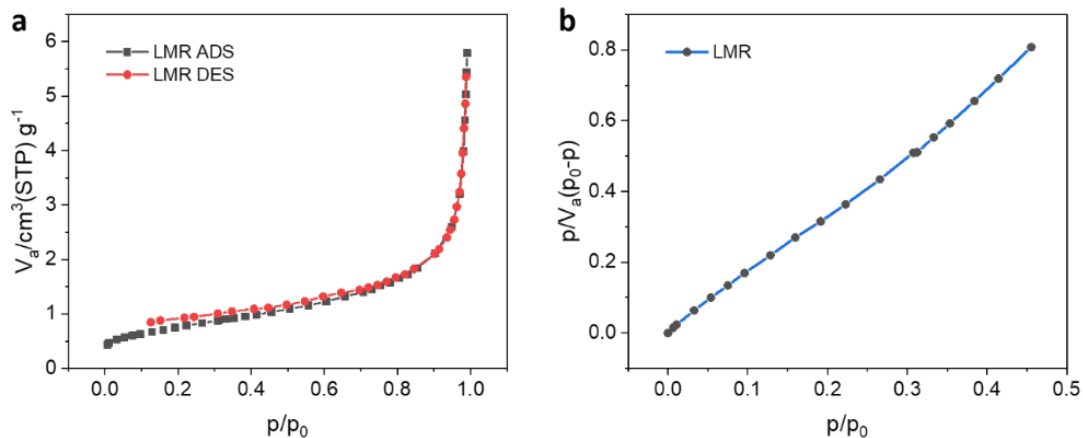 a
LMR ADS
LMR DES
Vₐ/cm³(STP) g⁻¹
6
5
4
3
2
1
0
0.0 0.2 0.4 0.6 0.8 1.0
p/p₀
b
LMR
p/Vₐ(p₀-p)
0.8
0.6
0.4
0.2
0.0
0.0 0.1 0.2 0.3 0.4 0.5
p/p₀